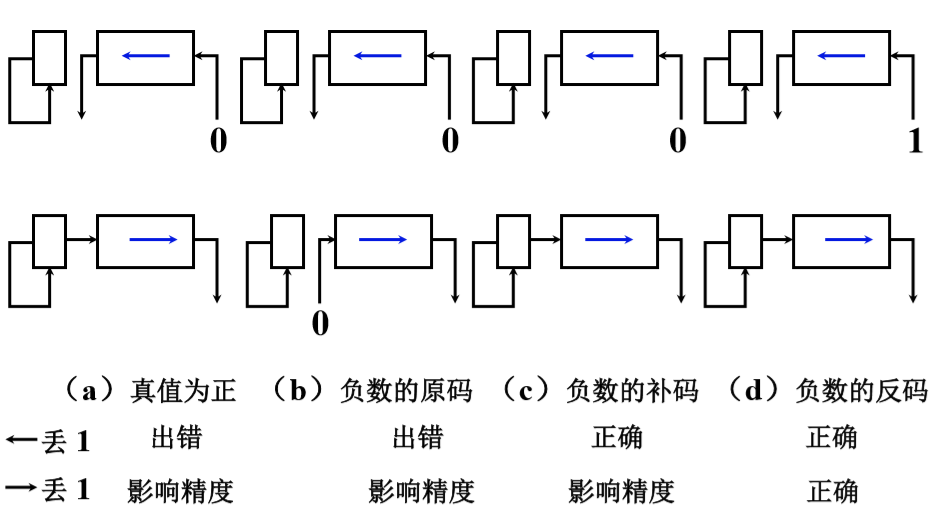 0 0 0 1
0
（a）真值为正 （b）负数的原码 （c）负数的补码 （d）负数的反码
←丢 1 出错 出错 正确 正确
→丢 1 影响精度 影响精度 影响精度 正确